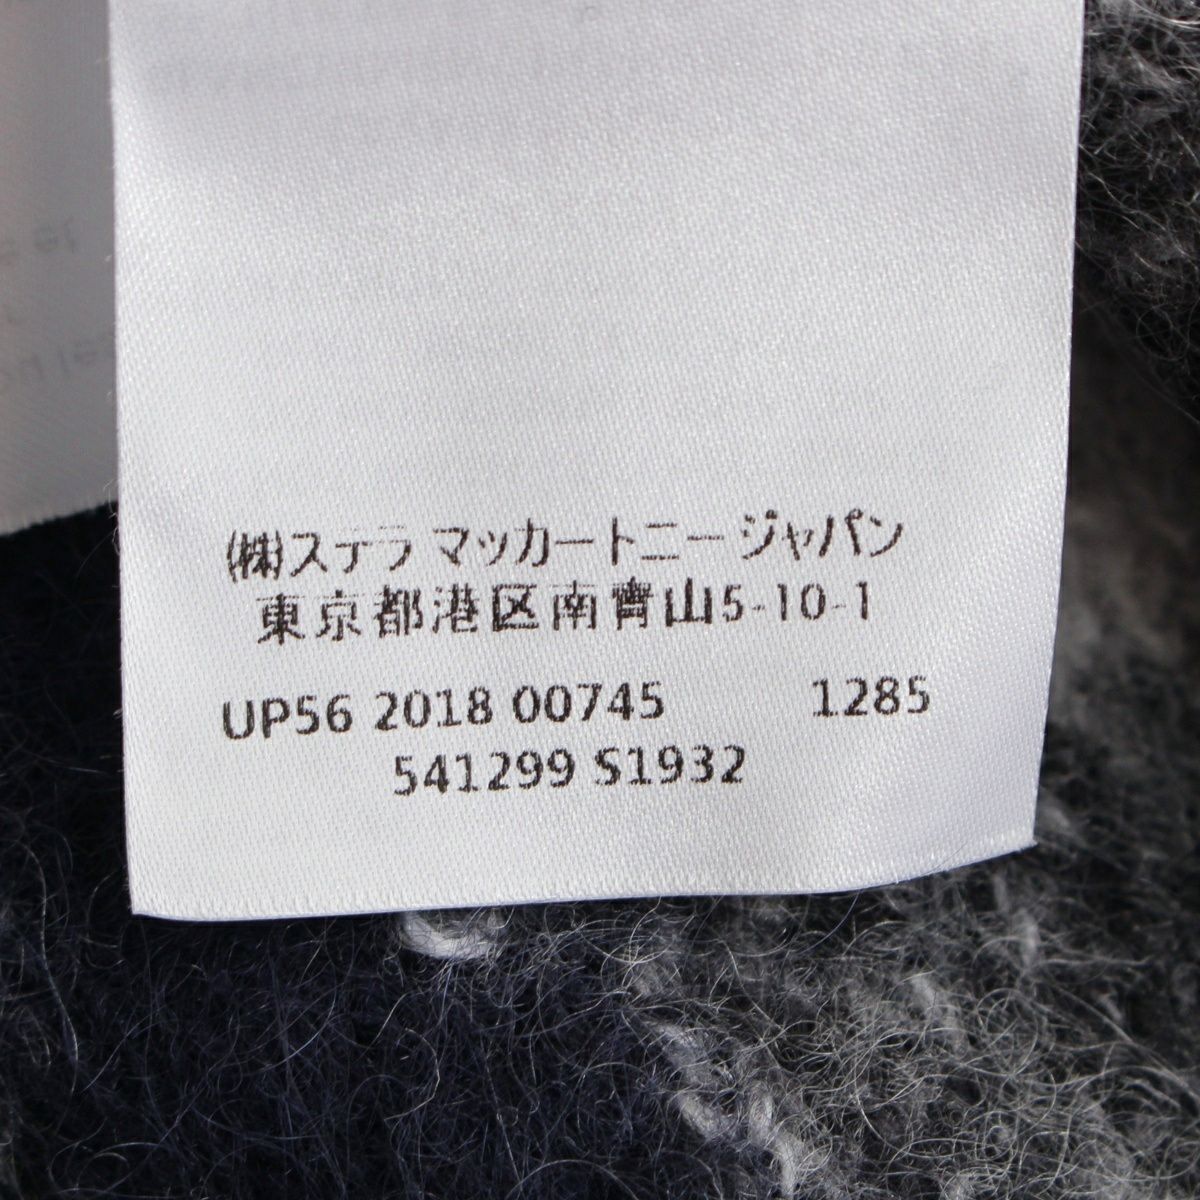 (株)ステラ マッカートニー ジャパン
東京都港区南青山5-10-1
UP56 2018 00745 1285
541299 S1932